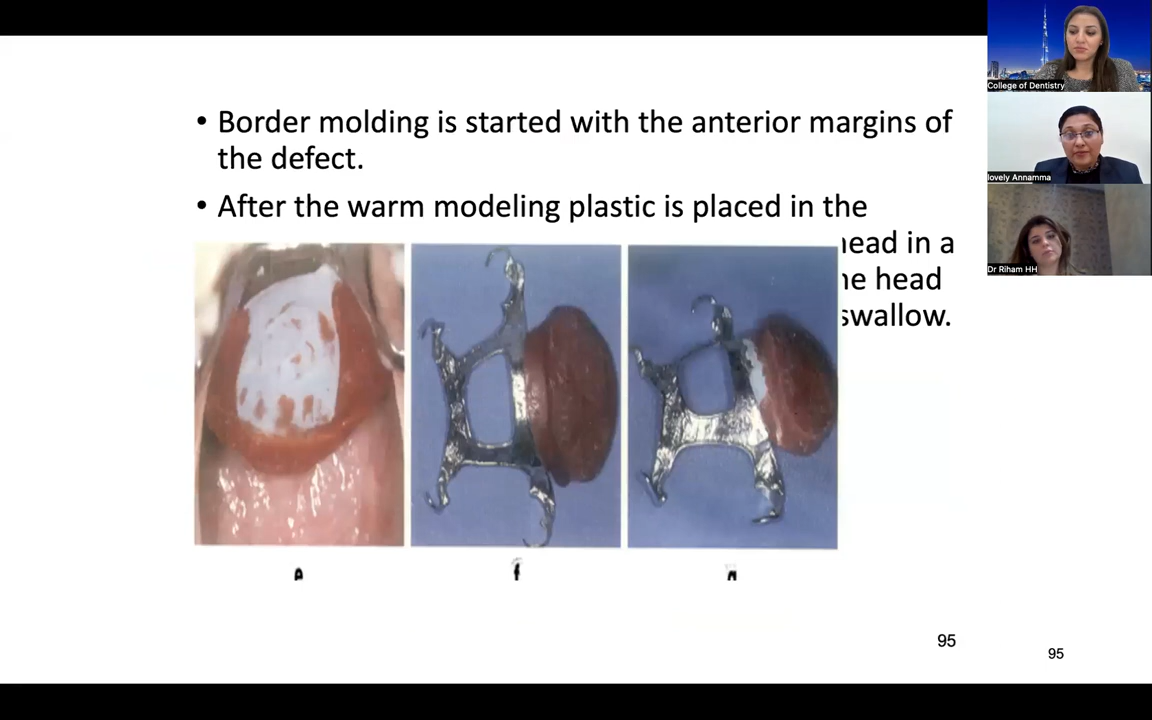 • Border molding is started with the anterior margins of
the defect.
• After the warm modeling plastic is placed in the
head in a
head
swallow.
f
95
95
College of Dentistry
lovely Annamma
Dr Riham HH